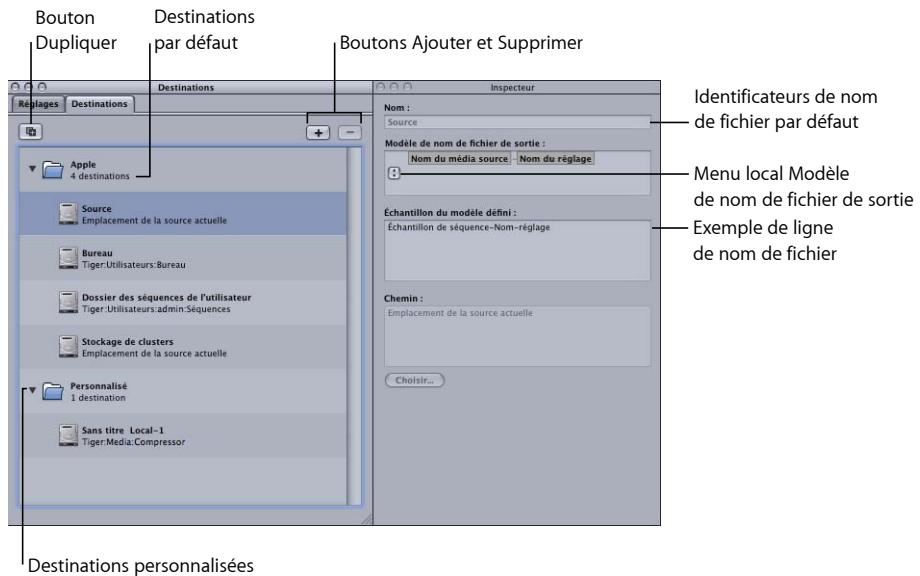 Bouton
Dupliquer
Destinations
par défaut
Boutons Ajouter et Supprimer
Destinations
Réglages Destinations
Apple
4 destinations
Source
Emplacement de la source actuelle
Bureau
Tiger:Utilisateurs:Bureau
Dossier des séquences de l'utilisateur
Tiger:Utilisateurs:admin:Séquences
Stockage de clusters
Emplacement de la source actuelle
Personnalisé
1 destination
Sans titre Local-1
Tiger:Media:Compressor
Inspecteur
Nom :
Source
Modèle de nom de fichier de sortie :
Nom du média source - Nom du réglage
Échantillon du modèle défini :
Échantillon de séquence-Nom-réglage
Chemin :
Emplacement de la source actuelle
Choisir...
Identificateurs de nom
de fichier par défaut
Menu local Modèle
de nom de fichier de sortie
Exemple de ligne
de nom de fichier
Destinations personnalisées